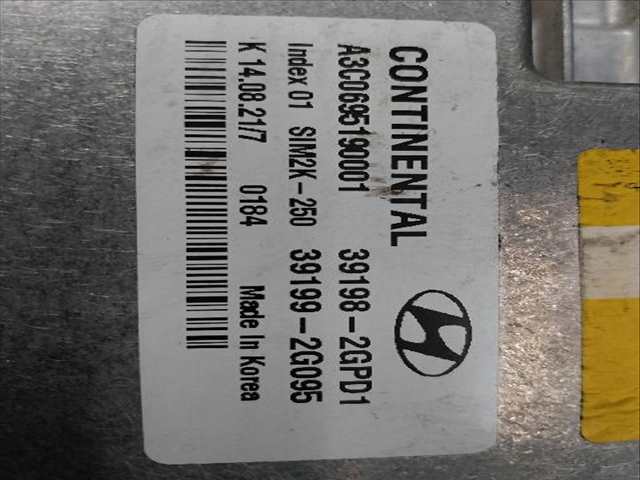 CONTINENTAL
A3C0695190001 39198-2GPD1
Index 01 SIM2K-250 39199-2G095
K 14.08.21/7 0184 Made in Korea